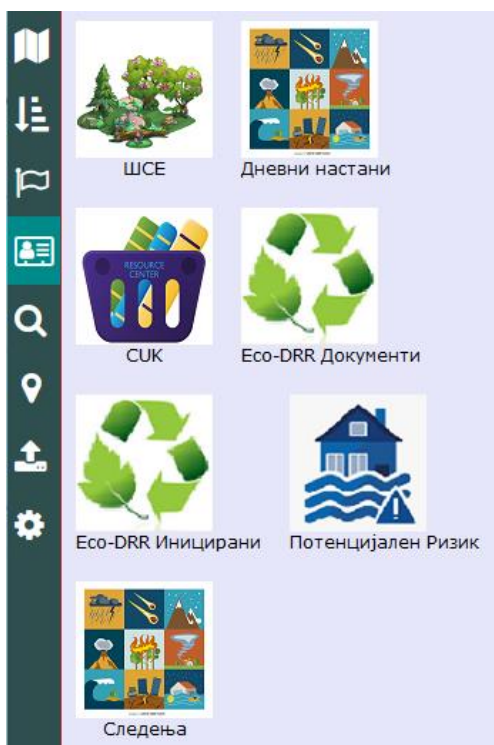 ШСЕ
Дневни настани
RESOURCE
CENTER
CUK
Eco-DRR Документи
Eco-DRR Иницирани
Потенцијален Ризик
Следења